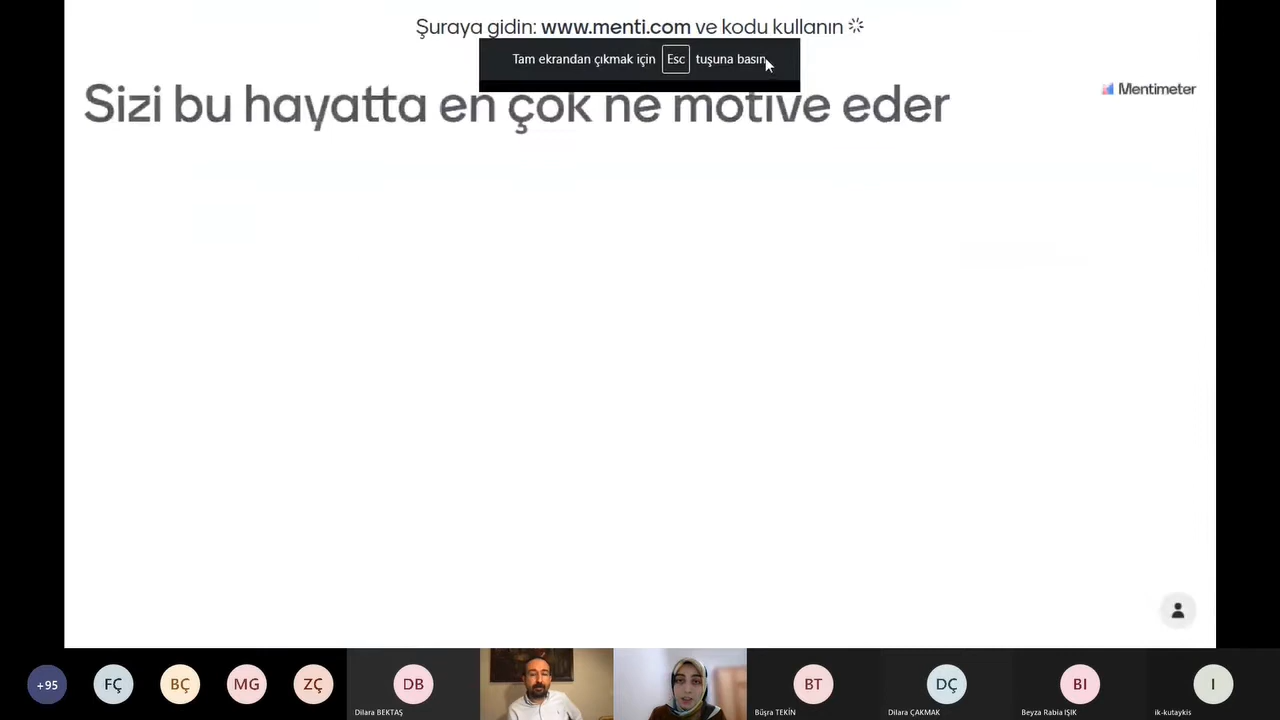 Şuraya gidin: www.menti.com ve kodu kullanın
Tam ekrandan çıkmak için Esc tuşuna basın
Sizi bu hayatta en çok ne motive eder
Mentimeter
+95
FÇ
BÇ
MG
ZÇ
DB
BT
DÇ
BI
I
Dilara BEKTAŞ
Büşra TEKİN
Dilara ÇAKMAK
Beyza Rabia IŞIK
ik-kutaykis